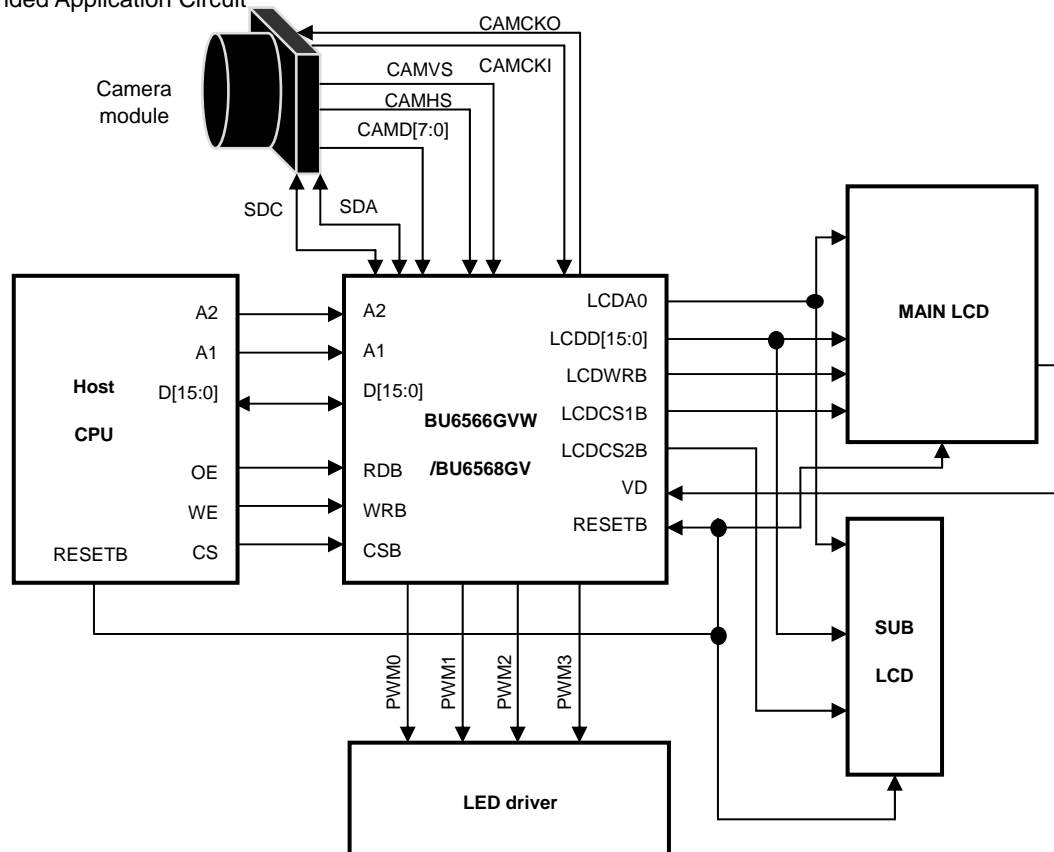 nded Application Circuit
CAMCKO
CAMCKI
CAMVS
CAMHS
CAMD[7:0]
Camera
module
SDC
SDA
Host
CPU
A2
A1
D[15:0]
OE
WE
CS
RESETB
A2
A1
D[15:0]
RDB
WRB
CSB
BU6566GVW
/BU6568GV
LCDA0
LCDD[15:0]
LCDWRB
LCDCS1B
LCDCS2B
VD
RESETB
MAIN LCD
SUB
LCD
PWM0
PWM1
PWM2
PWM3
LED driver